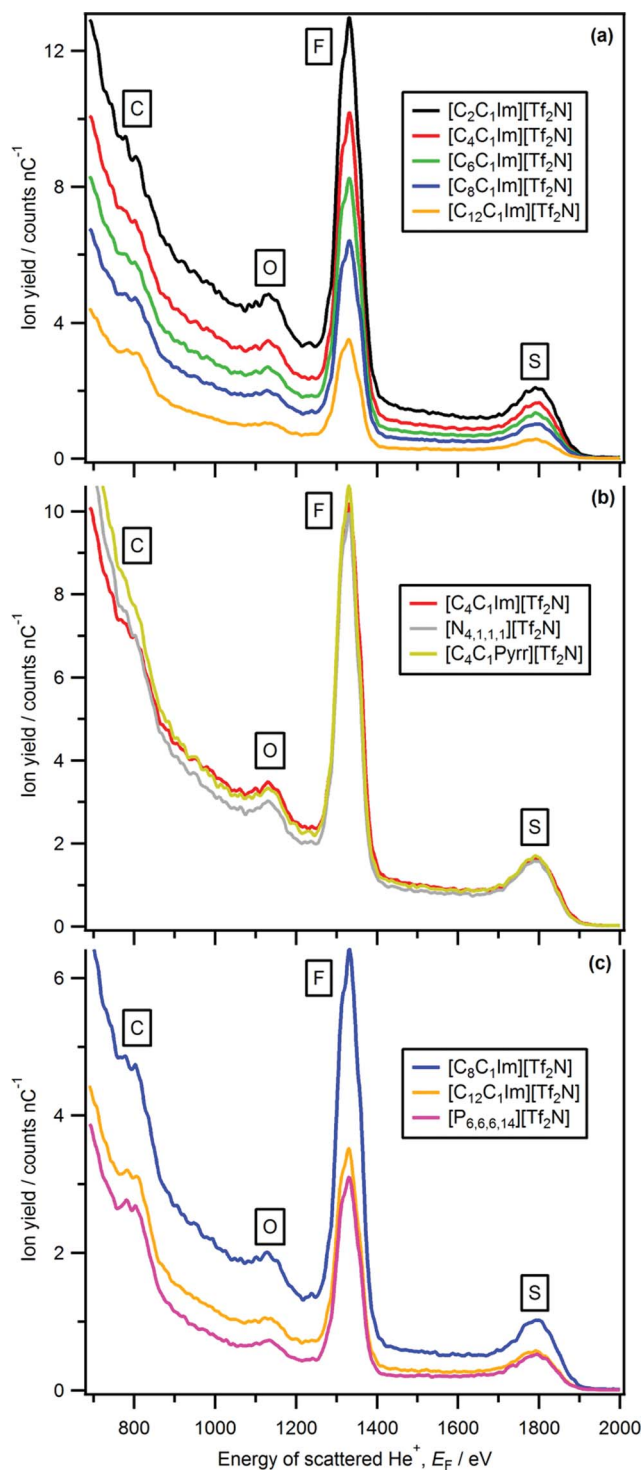 (a)
F
C
O
S
[C₂C₁Im][Tf₂N]
[C₄C₁Im][Tf₂N]
[C₆C₁Im][Tf₂N]
[C₈C₁Im][Tf₂N]
[C₁₂C₁Im][Tf₂N]
12
8
4
0
Ion yield / counts nC⁻¹
(b)
F
C
O
S
[C₄C₁Im][Tf₂N]
[N₄,₁,₁,₁][Tf₂N]
[C₄C₁Pyrr][Tf₂N]
10
8
6
4
2
0
Ion yield / counts nC⁻¹
(c)
F
C
O
S
[C₈C₁Im][Tf₂N]
[C₁₂C₁Im][Tf₂N]
[P₆,₆,₆,₁₄][Tf₂N]
6
4
2
0
Ion yield / counts nC⁻¹
800 1000 1200 1400 1600 1800 2000
Energy of scattered He⁺, E_F / eV